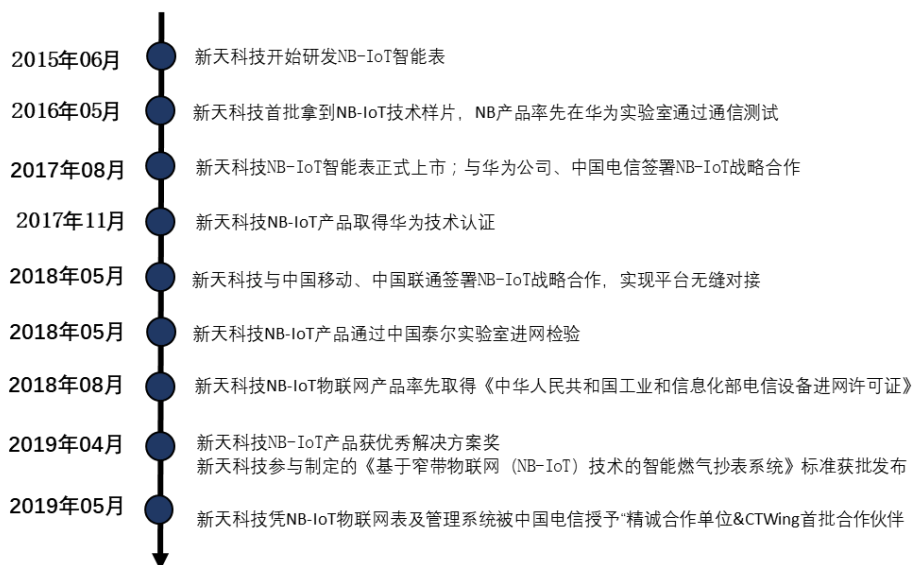 2015年06月 新天科技开始研发NB-IoT智能表
2016年05月 新天科技首批拿到NB-IoT技术样片，NB产品率先在华为实验室通过通信测试
2017年08月 新天科技NB-IoT智能表正式上市；与华为公司、中国电信签署NB-IoT战略合作
2017年11月 新天科技NB-IoT产品取得华为技术认证
2018年05月 新天科技与中国移动、中国联通签署NB-IoT战略合作，实现平台无缝对接
2018年05月 新天科技NB-IoT产品通过中国泰尔实验室进网检验
2018年08月 新天科技NB-IoT物联网产品率先取得《中华人民共和国工业和信息化部电信设备进网许可证》
2019年04月 新天科技NB-IoT产品获优秀解决方案奖
新天科技参与制定的《基于窄带物联网（NB-IoT）技术的智能燃气抄表系统》标准获批发布
2019年05月 新天科技凭NB-IoT物联网表及管理系统被中国电信授予“精诚合作单位&CTWing首批合作伙伴